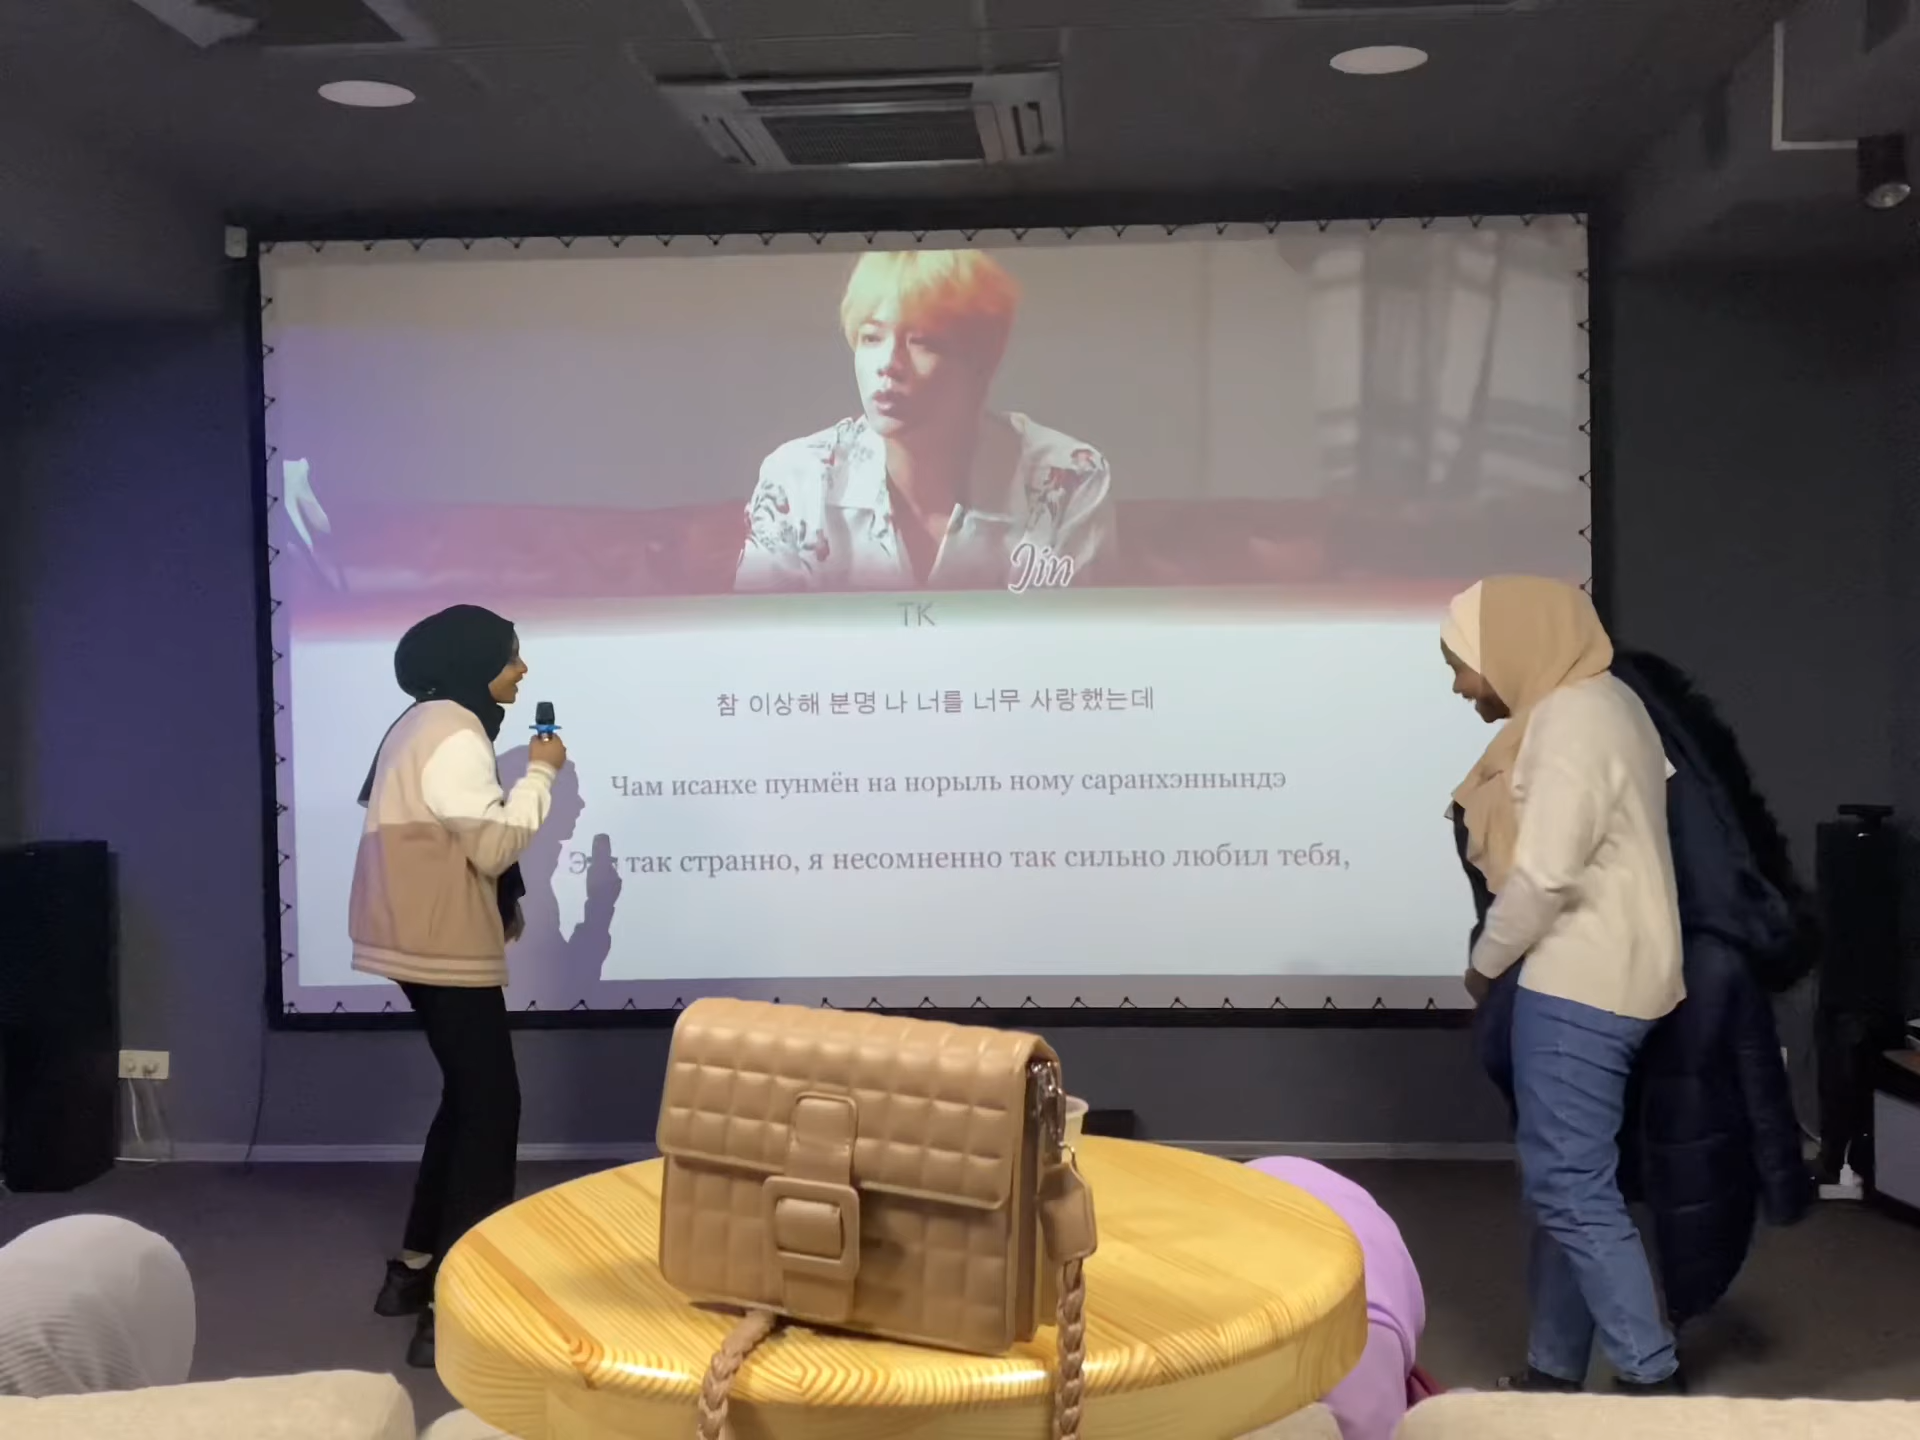 Jin
TK
참 이상해 분명 나 너를 너무 사랑했는데
Чам исанхе пунмён на норыль ному саранхэннындэ
так странно, я несомненно так сильно любил тебя,